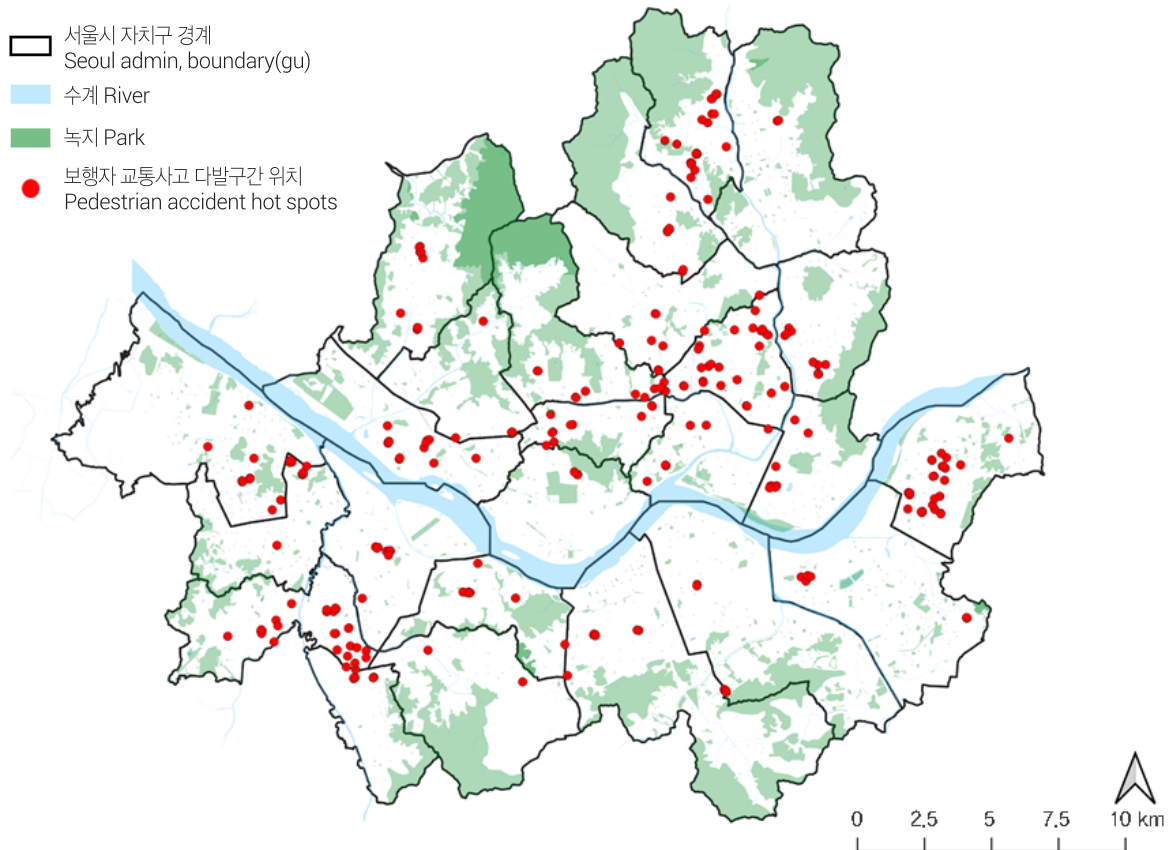 서울시 자치구 경계
Seoul admin, boundary(gu)
수계 River
녹지 Park
보행자 교통사고 다발구간 위치
Pedestrian accident hot spots
0 2.5 5 7.5 10 km